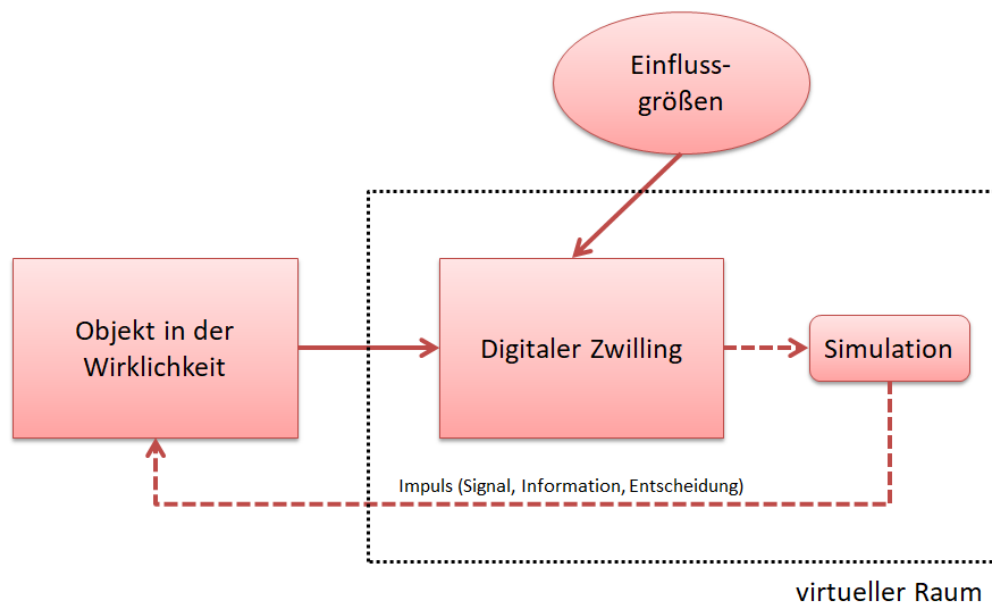 Einfluss-
größen
Objekt in der
Wirklichkeit
Digitaler Zwilling
Simulation
Impuls (Signal, Information, Entscheidung)
virtueller Raum